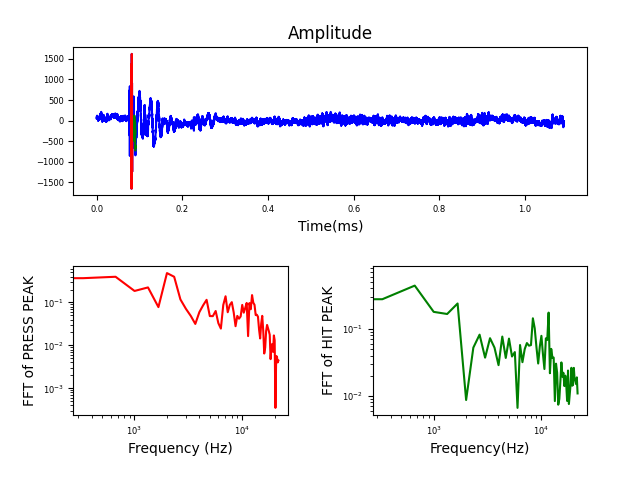 Amplitude
1500
1000
500
0
−500
−1000
−1500
0.0 0.2 0.4 0.6 0.8 1.0
Time(ms)
FFT of PRESS PEAK
10⁻¹
10⁻²
10⁻³
10³ 10⁴
Frequency (Hz)
FFT of HIT PEAK
10⁻¹
10⁻²
10³ 10⁴
Frequency(Hz)